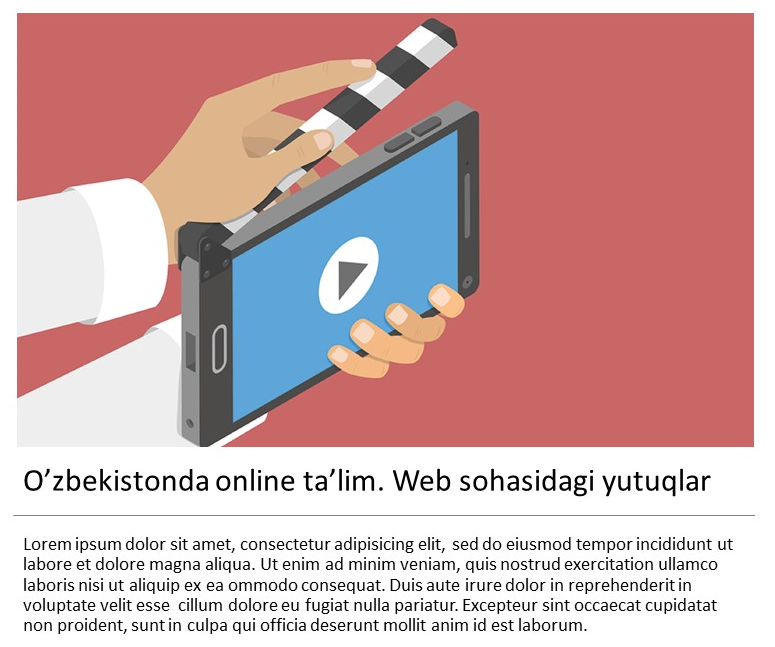 O’zbekistonda online ta’lim. Web sohasidagi yutuqlar
Lorem ipsum dolor sit amet, consectetur adipisicing elit, sed do eiusmod tempor incididunt ut
labore et dolore magna aliqua. Ut enim ad minim veniam, quis nostrud exercitation ullamco
laboris nisi ut aliquip ex ea ommodo consequat. Duis aute irure dolor in reprehenderit in
voluptate velit esse cillum dolore eu fugiat nulla pariatur. Excepteur sint occaecat cupidatat
non proident, sunt in culpa qui officia deserunt mollit anim id est laborum.